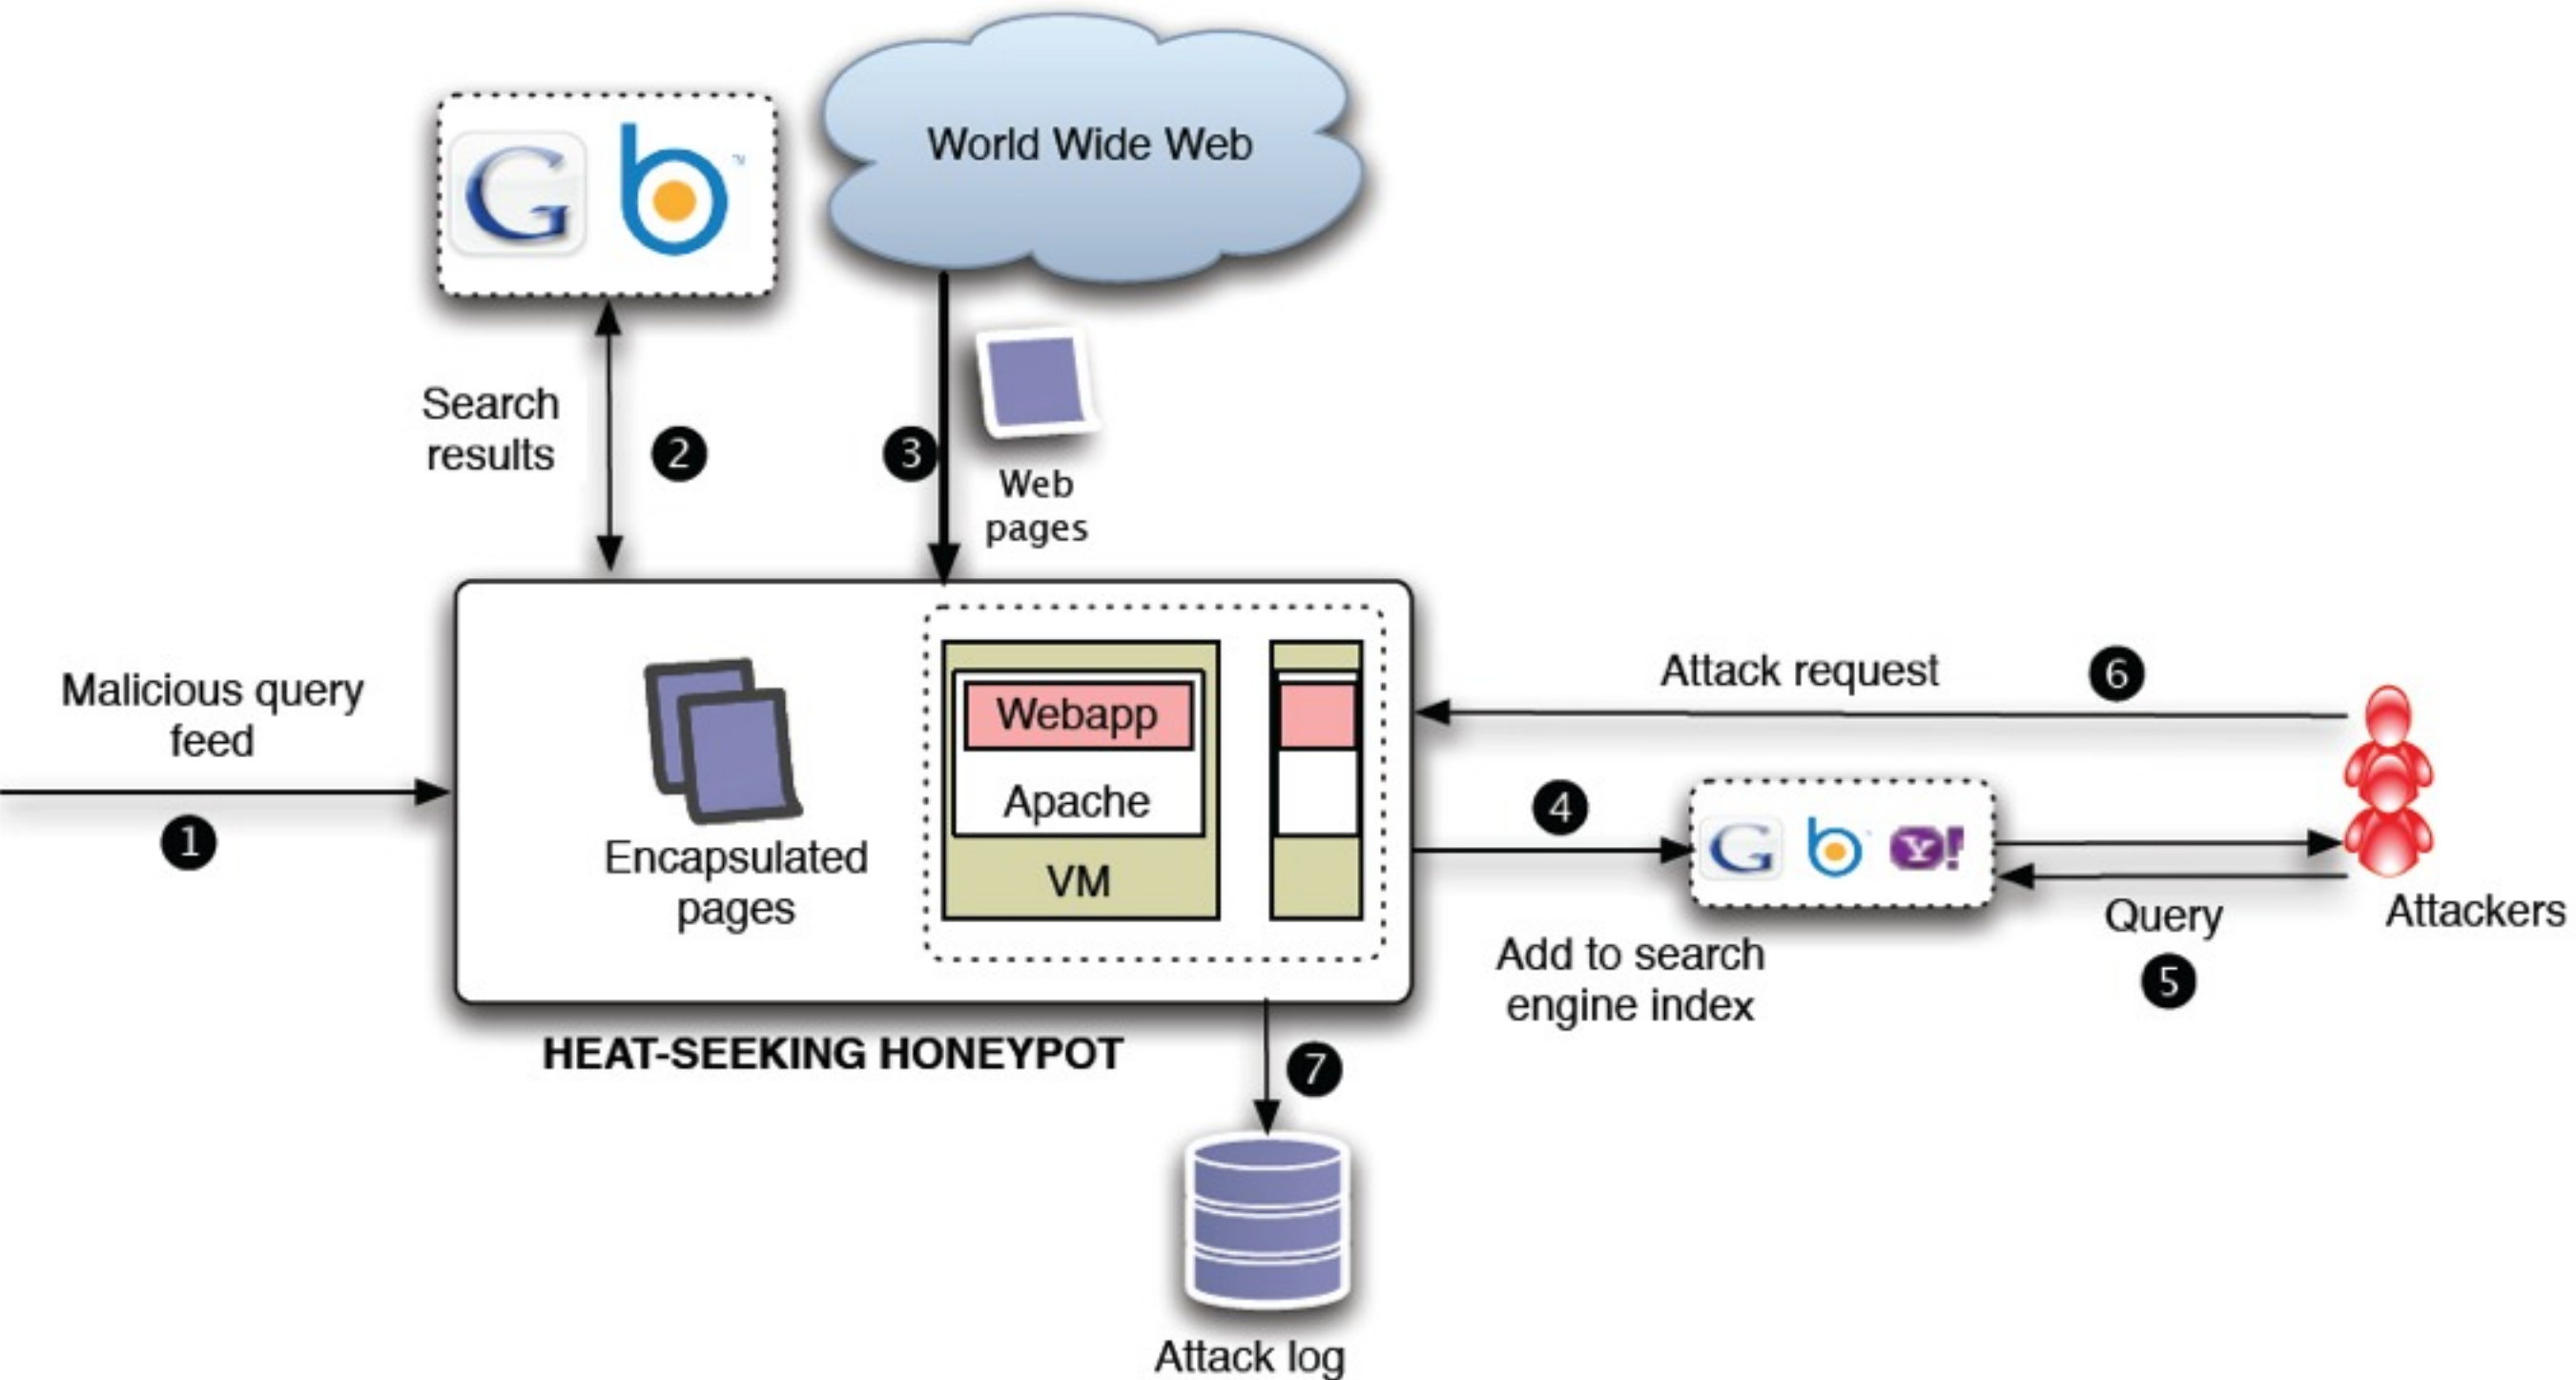 World Wide Web
G b ™
Search
results
2
3
Web
pages
Malicious query
feed
1
Encapsulated
pages
Webapp
Apache
VM
HEAT-SEEKING HONEYPOT
Attack request
6
4
G b Y!
Add to search
engine index
Query
5
Attackers
7
Attack log